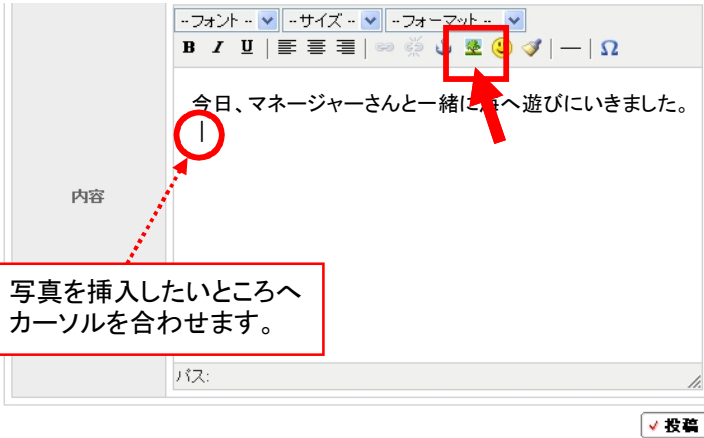 -- フォント -- -- サイズ -- -- フォーマット --
B I U Ω
今日、マネージャーさんと一緒に海へ遊びにいきました。
内容
写真を挿入したいところへ
カーソルを合わせます。
パス:
投稿